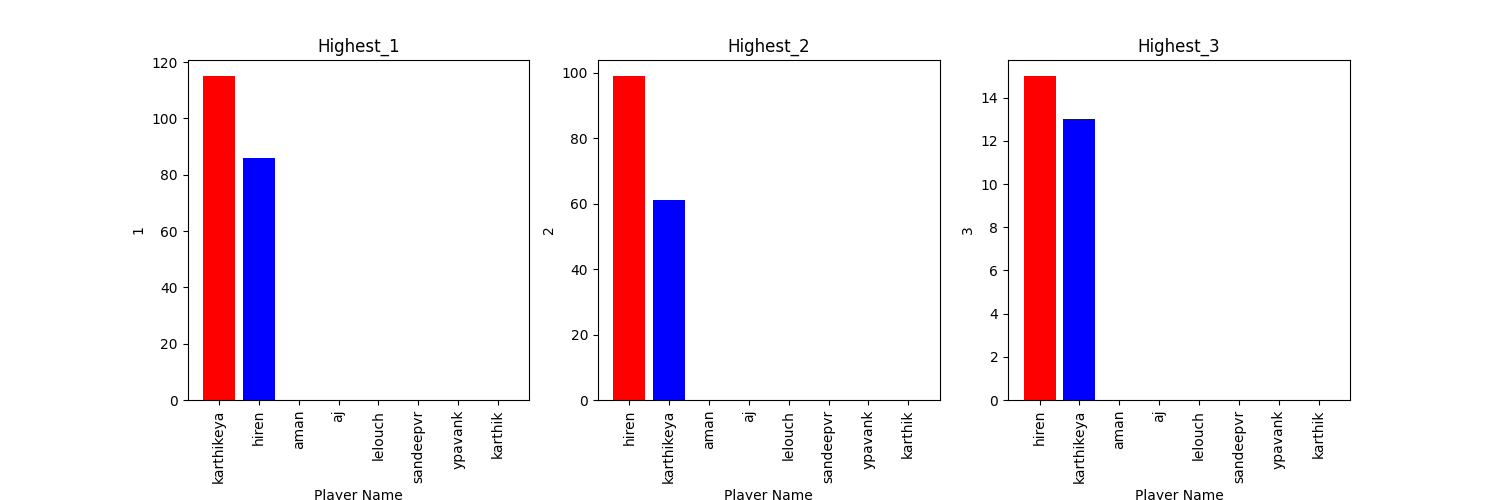 Highest_1
Highest_2
Highest_3
120
100
80
60
40
20
0
1
karthikeya
hiren
aman
aj
lelouch
sandeepvr
ypavank
karthik
Player Name
100
80
60
40
20
0
2
hiren
karthikeya
aman
aj
lelouch
sandeepvr
ypavank
karthik
Player Name
14
12
10
8
6
4
2
0
3
hiren
karthikeya
aman
aj
lelouch
sandeepvr
ypavank
karthik
Player Name